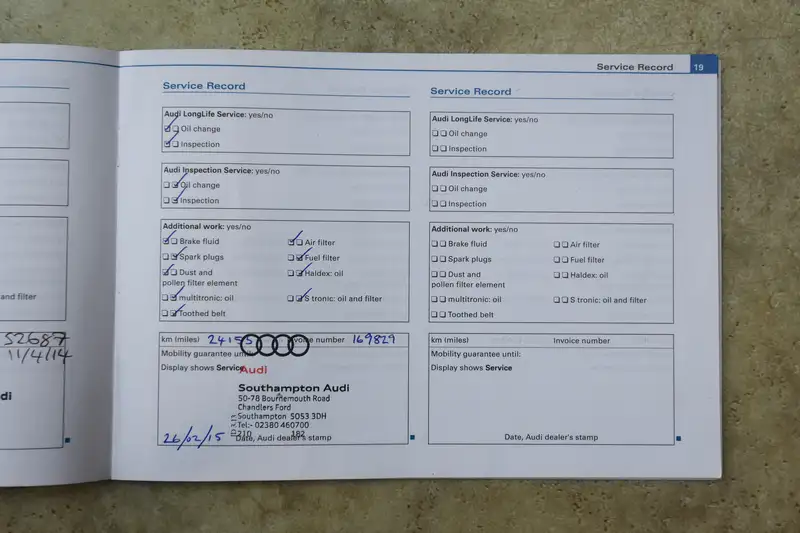 Service Record 19
and filter
52687
11/4/14
di
Service Record
Audi LongLife Service: yes/no
Oil change
Inspection
Audi Inspection Service: yes/no
Oil change
Inspection
Additional work: yes/no
Brake fluid Air filter
Spark plugs Fuel filter
Dust and Haldex: oil
pollen filter element
multitronic: oil S tronic: oil and filter
Toothed belt
km (miles) 24155 Invoice number 169829
Mobility guarantee until:
Display shows Service
Audi
Southampton Audi
50-78 Bournemouth Road
Chandlers Ford
Southampton SO53 3DH
Tel:- 02380 460700
210 182
26/02/15 Date, Audi dealer's stamp
Service Record
Audi LongLife Service: yes/no
Oil change
Inspection
Audi Inspection Service: yes/no
Oil change
Inspection
Additional work: yes/no
Brake fluid Air filter
Spark plugs Fuel filter
Dust and Haldex: oil
pollen filter element
multitronic: oil S tronic: oil and filter
Toothed belt
km (miles) Invoice number
Mobility guarantee until:
Display shows Service
Date, Audi dealer's stamp